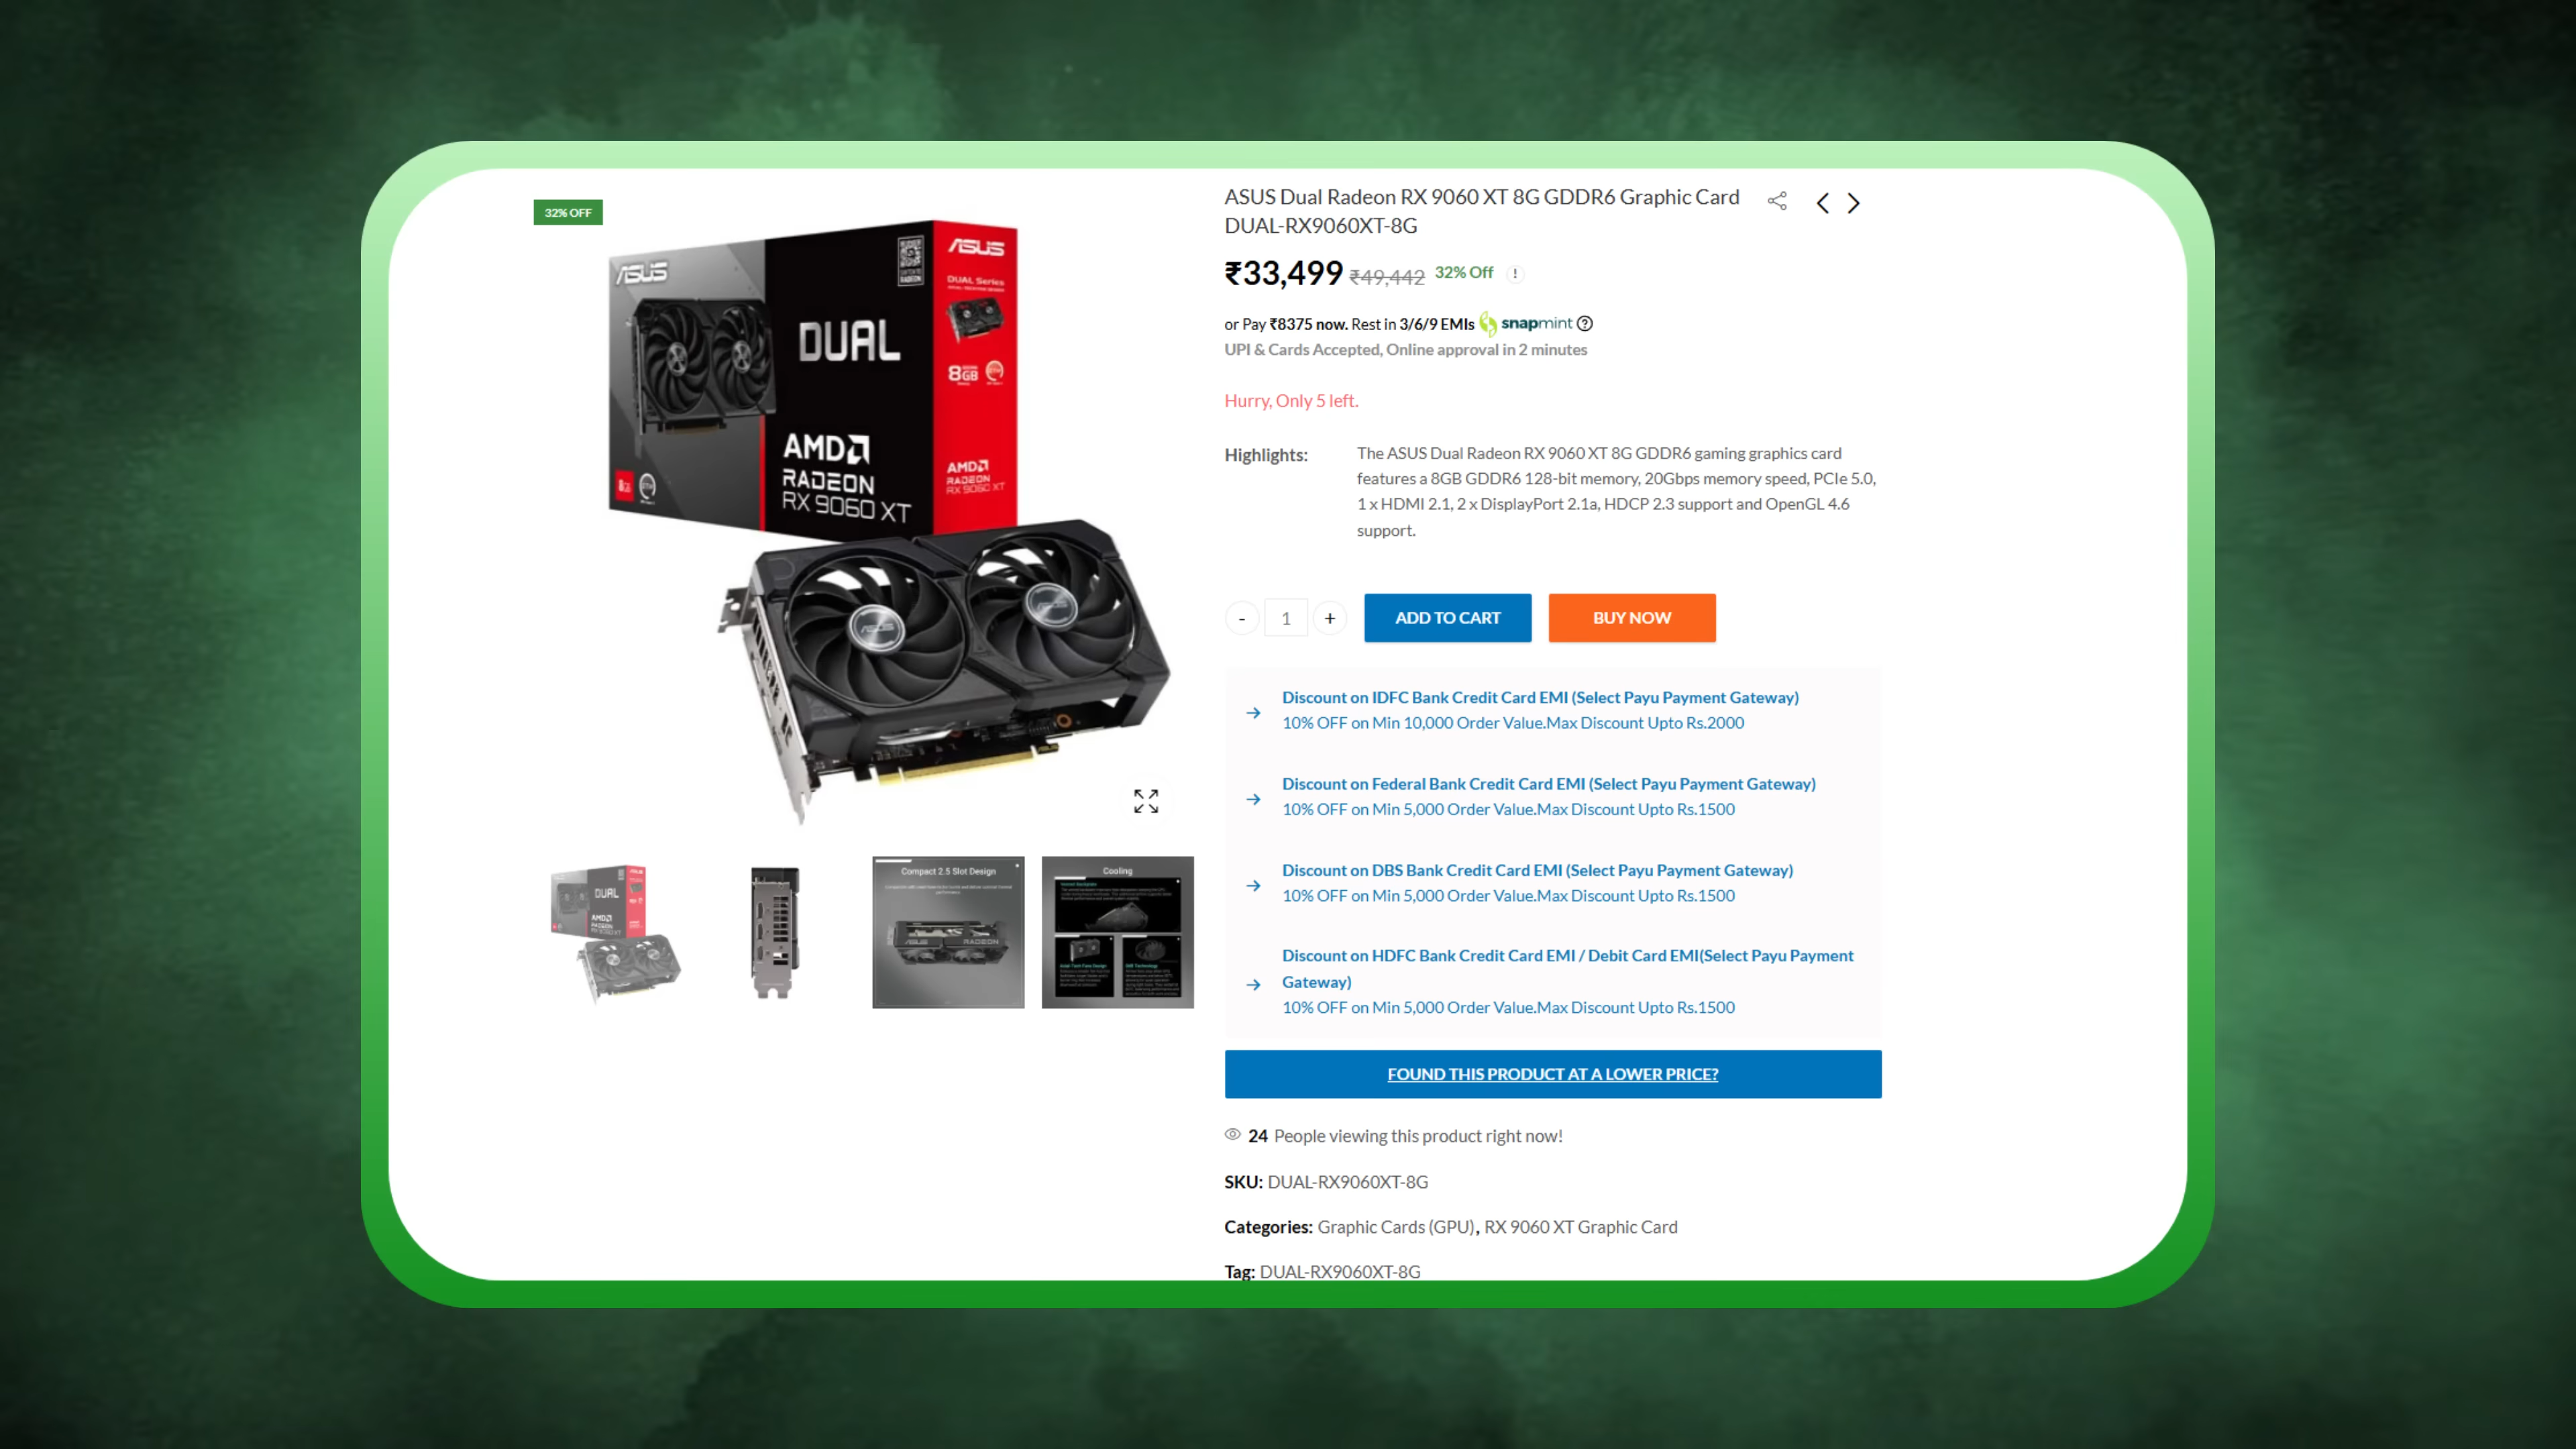 32% OFF
ASUS
DUAL
AMD
RADEON
RX 9060 XT
ASUS
DUAL Series
8GB
AMD
RADEON
RX 9060 XT
8GB
Compact 2.5 Slot Design
ASUS
RADEON
Cooling
DUAL
ASUS Dual Radeon RX 9060 XT 8G GDDR6 Graphic Card
DUAL-RX9060XT-8G
₹33,499 ₹49,442 32% Off !
or Pay ₹8375 now. Rest in 3/6/9 EMIs snapmint ?
UPI & Cards Accepted, Online approval in 2 minutes
Hurry, Only 5 left.
Highlights: The ASUS Dual Radeon RX 9060 XT 8G GDDR6 gaming graphics card
features a 8GB GDDR6 128-bit memory, 20Gbps memory speed, PCIe 5.0,
1 x HDMI 2.1, 2 x DisplayPort 2.1a, HDCP 2.3 support and OpenGL 4.6
support.
- 1 + ADD TO CART BUY NOW
Discount on IDFC Bank Credit Card EMI (Select Payu Payment Gateway)
10% OFF on Min 10,000 Order Value.Max Discount Upto Rs.2000
Discount on Federal Bank Credit Card EMI (Select Payu Payment Gateway)
10% OFF on Min 5,000 Order Value.Max Discount Upto Rs.1500
Discount on DBS Bank Credit Card EMI (Select Payu Payment Gateway)
10% OFF on Min 5,000 Order Value.Max Discount Upto Rs.1500
Discount on HDFC Bank Credit Card EMI / Debit Card EMI(Select Payu Payment
Gateway)
10% OFF on Min 5,000 Order Value.Max Discount Upto Rs.1500
FOUND THIS PRODUCT AT A LOWER PRICE?
24 People viewing this product right now!
SKU: DUAL-RX9060XT-8G
Categories: Graphic Cards (GPU), RX 9060 XT Graphic Card
Tag: DUAL-RX9060XT-8G